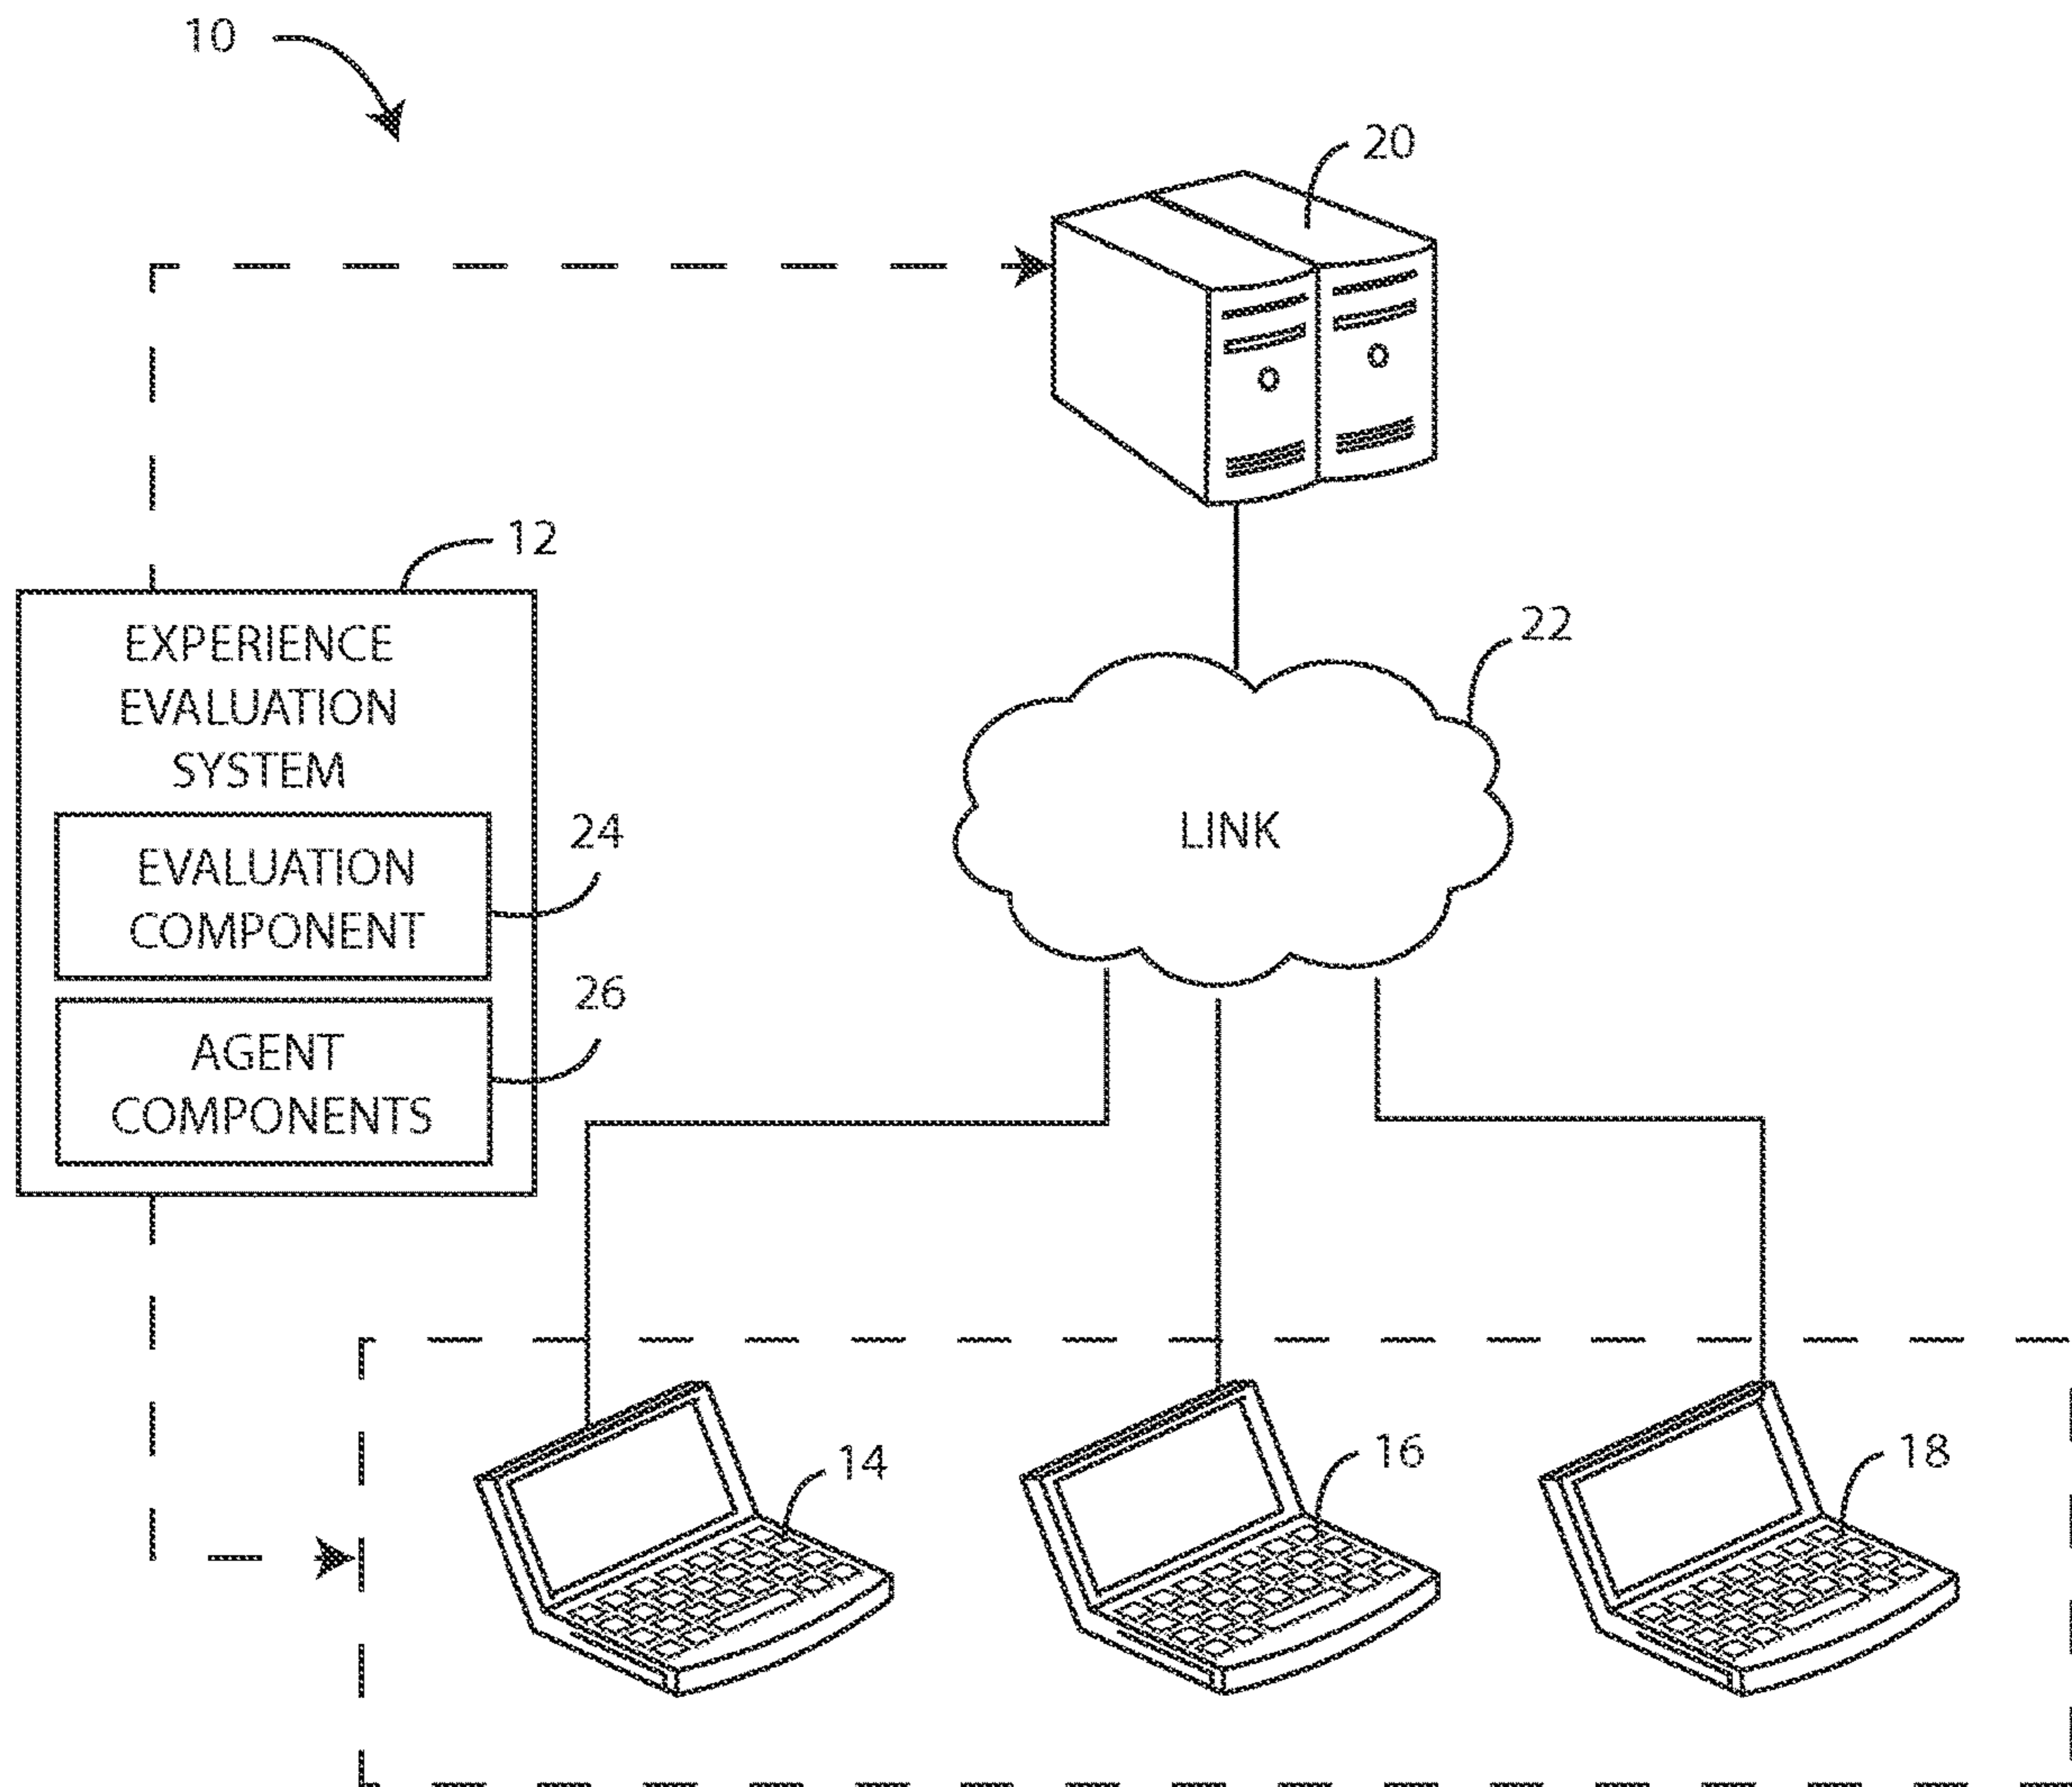 10
20
12
EXPERIENCE
EVALUATION
SYSTEM
22
24
EVALUATION
COMPONENT
LINK
26
AGENT
COMPONENTS
14
16
18